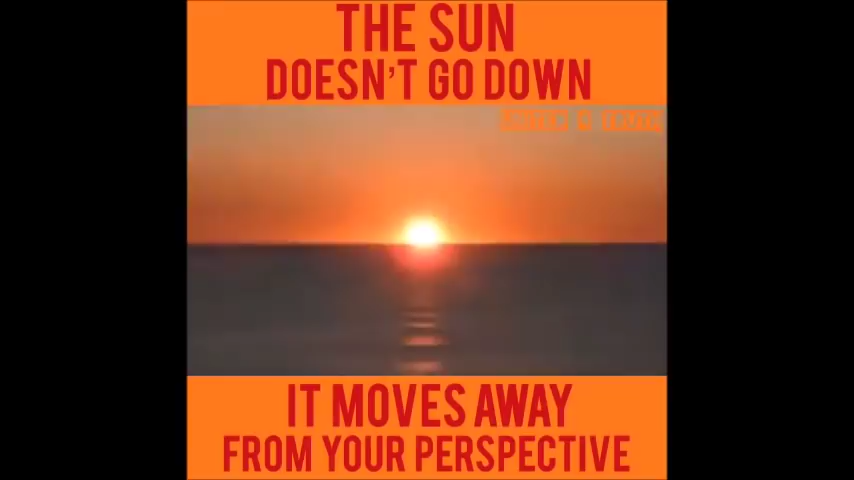 THE SUN
DOESN'T GO DOWN
IT MOVES AWAY
FROM YOUR PERSPECTIVE